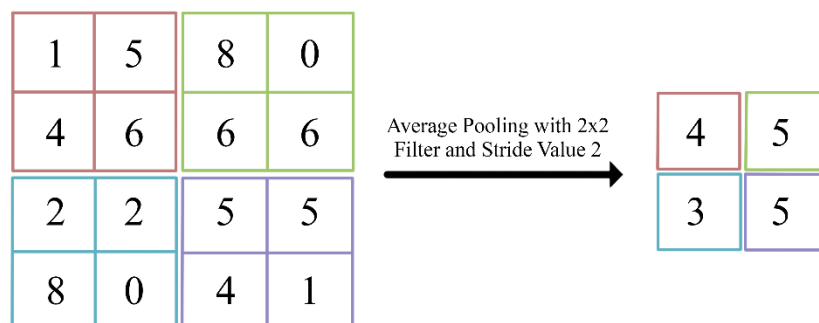 1 5 8 0
4 6 6 6
2 2 5 5
8 0 4 1
Average Pooling with 2x2
Filter and Stride Value 2
4 5
3 5